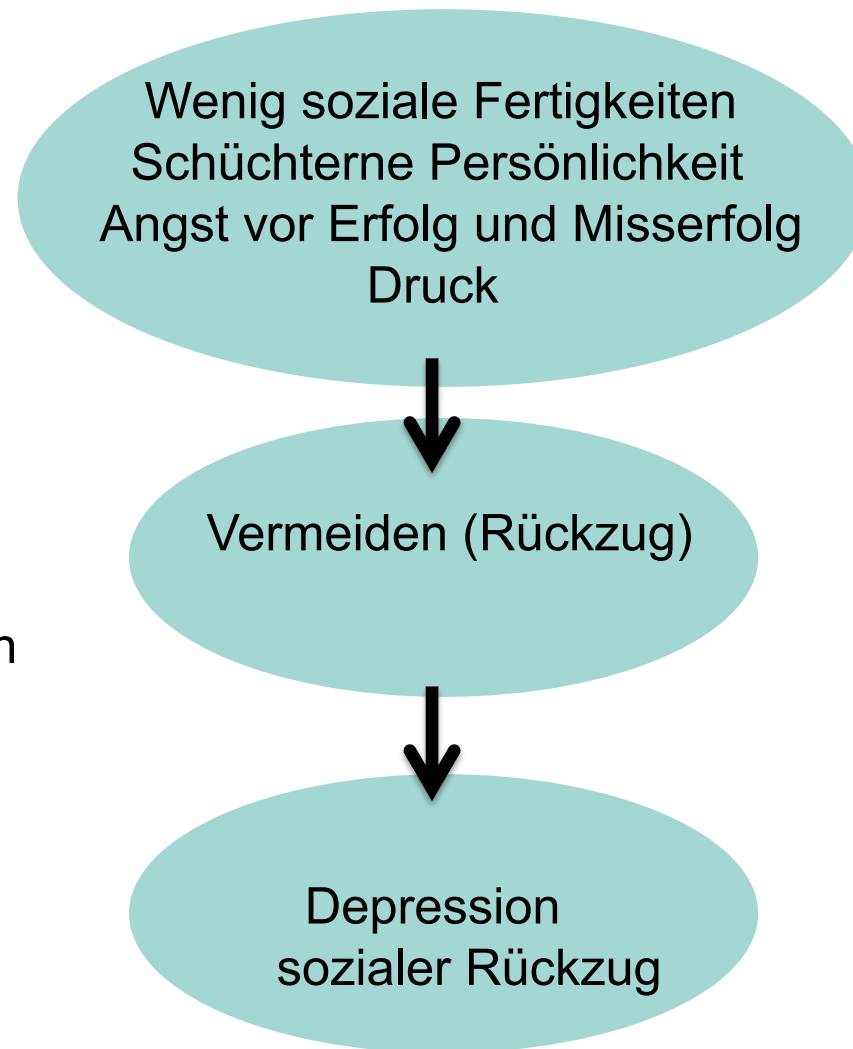 Wenig soziale Fertigkeiten
Schüchterne Persönlichkeit
Angst vor Erfolg und Misserfolg
Druck
Vermeiden (Rückzug)
Depression
sozialer Rückzug